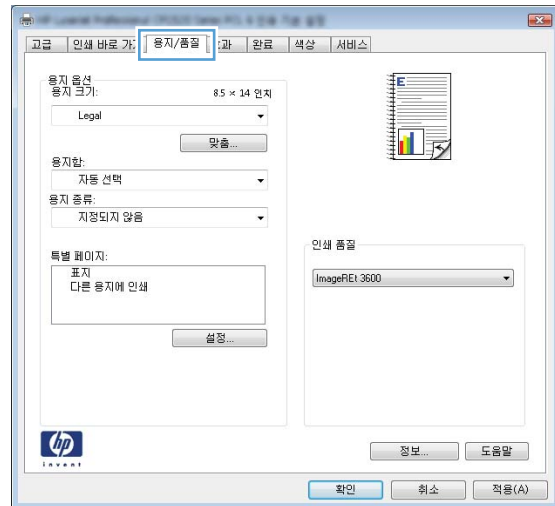 고급 인쇄 바로 가 용지/품질 과 완료 색상 서비스
용지 옵션
용지 크기: 8.5 × 14 인치
Legal
맞춤...
용지함:
자동 선택
용지 종류:
지정되지 않음
특별 페이지:
표지
다른 용지에 인쇄
설정...
E
인쇄 품질
ImageREt 3600
hp
invent
정보... 도움말
확인 취소 적용(A)